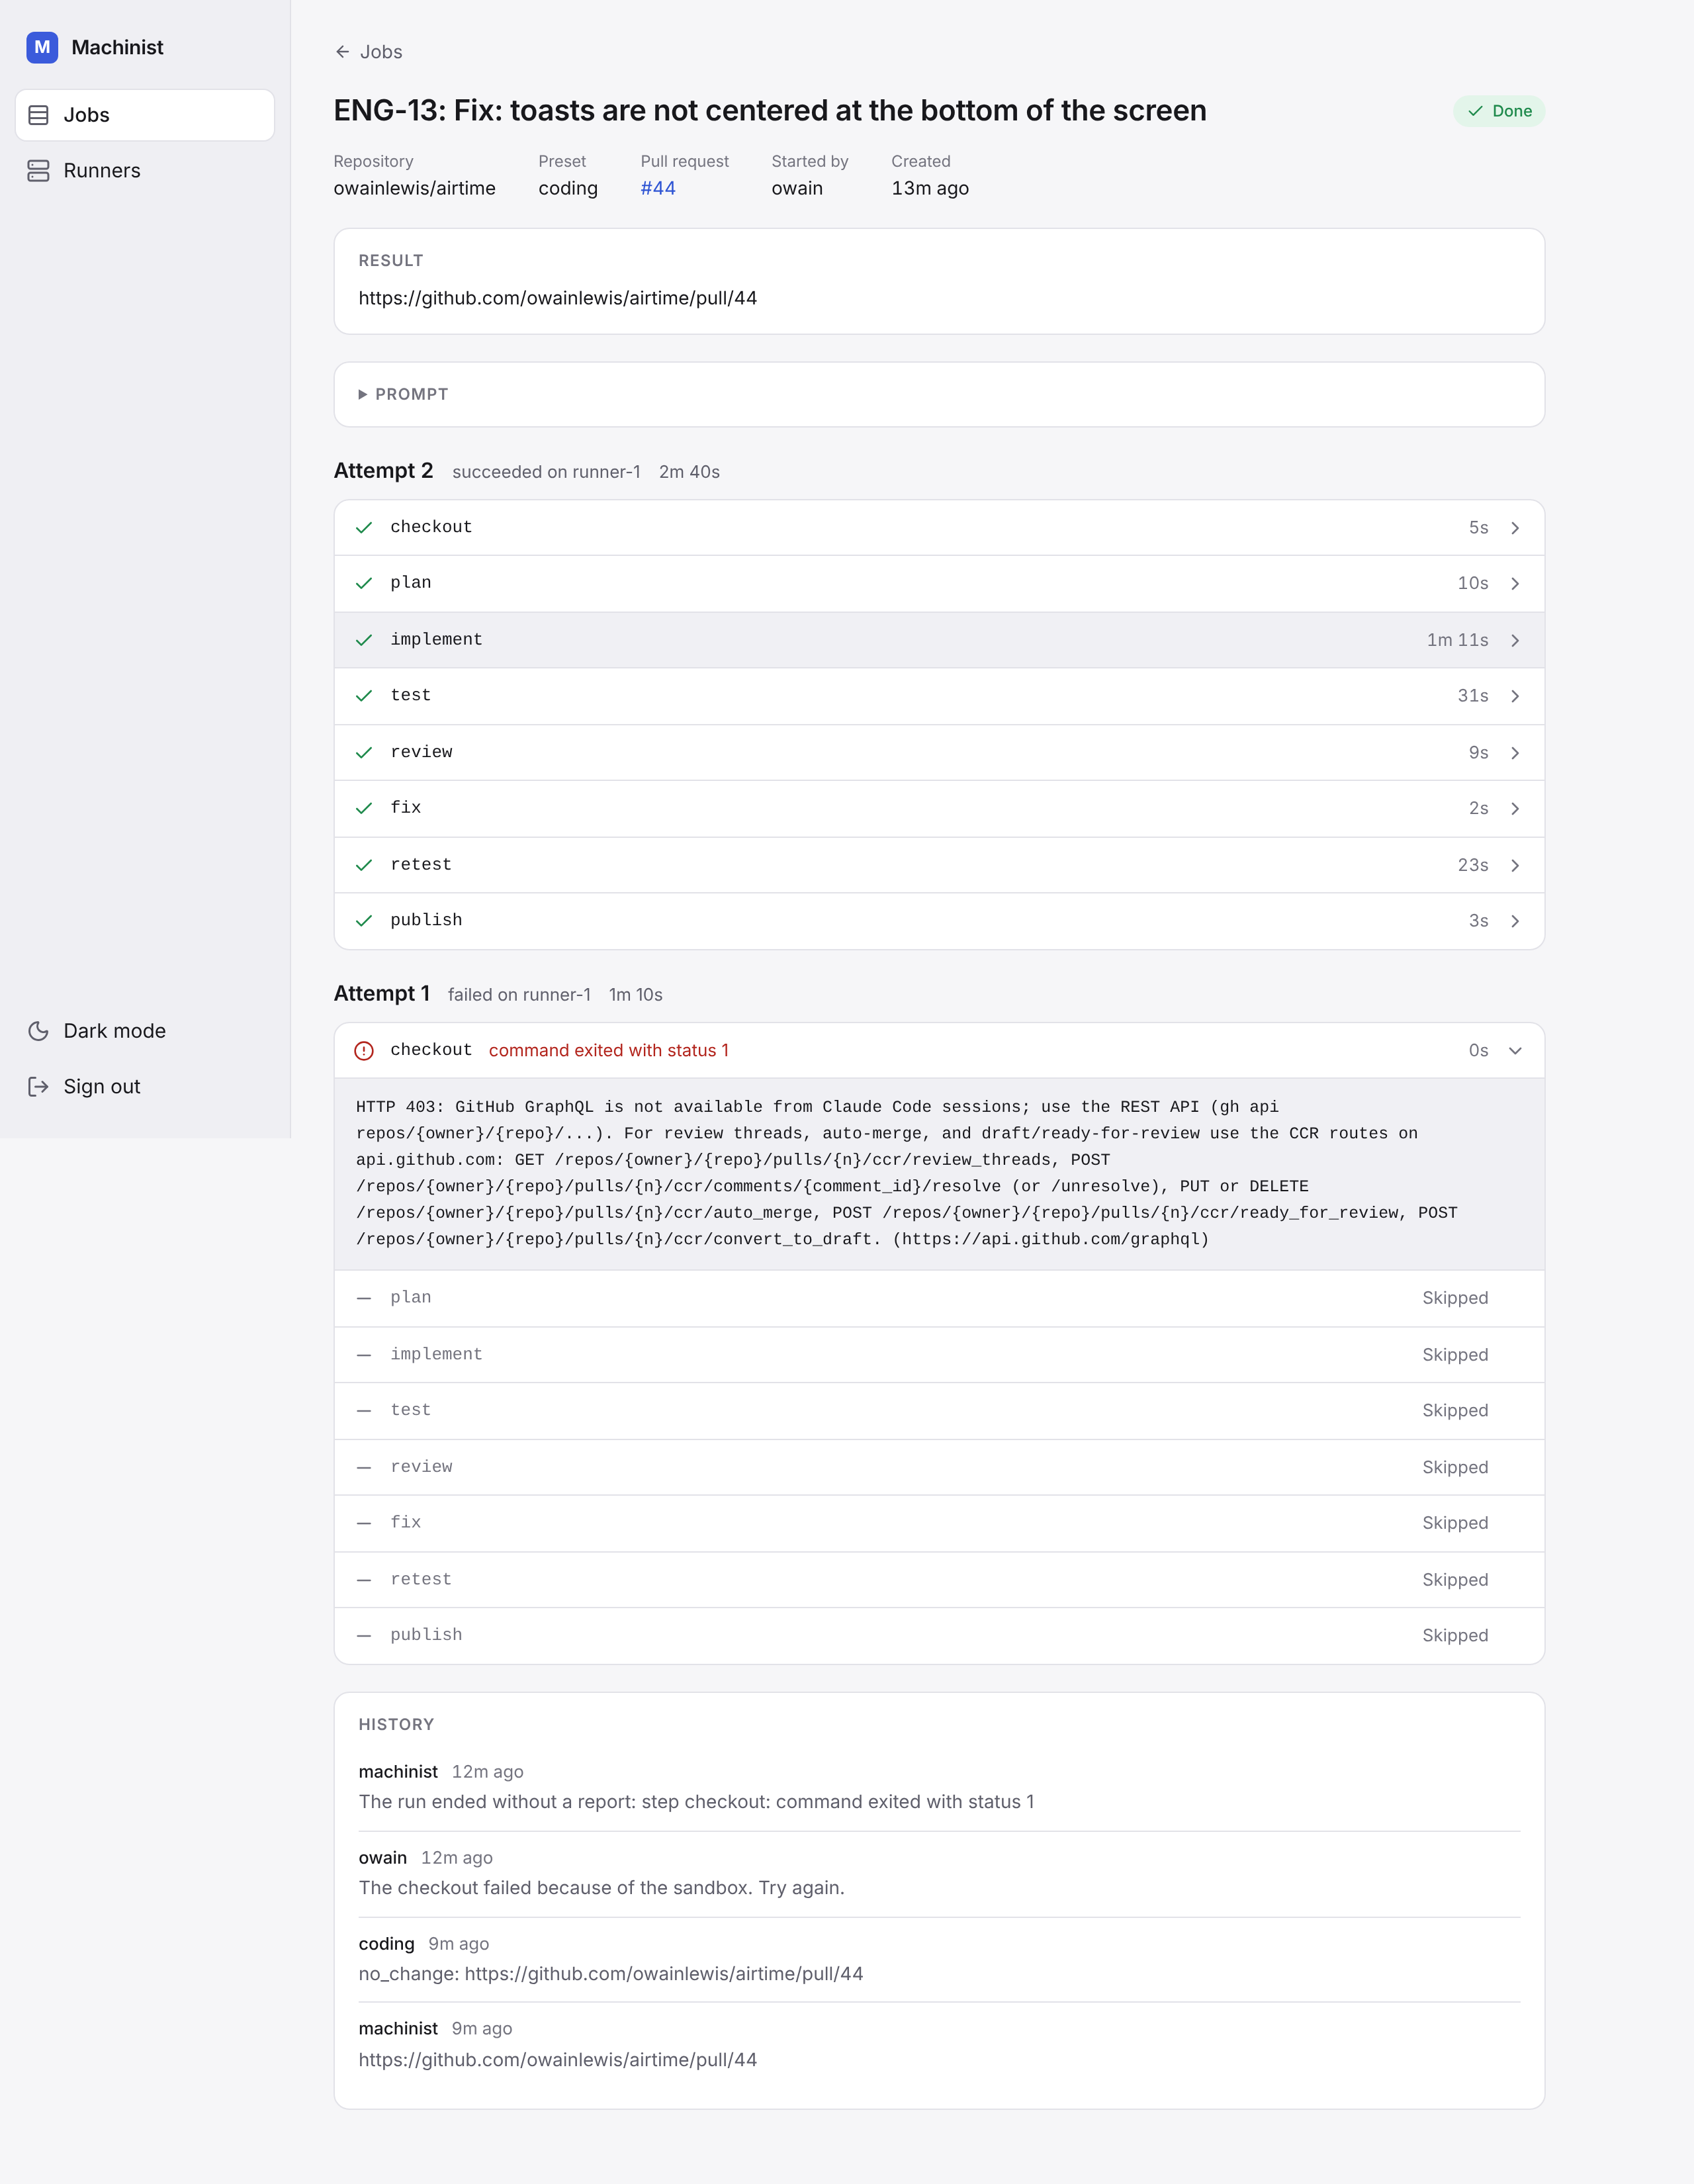 M Machinist
Jobs
Runners
Dark mode
Sign out
Jobs
ENG-13: Fix: toasts are not centered at the bottom of the screen
Done
Repository Preset Pull request Started by Created
owainlewis/airtime coding #44 owain 13m ago
RESULT
https://github.com/owainlewis/airtime/pull/44
PROMPT
Attempt 2 succeeded on runner-1 2m 40s
checkout 5s
plan 10s
implement 1m 11s
test 31s
review 9s
fix 2s
retest 23s
publish 3s
Attempt 1 failed on runner-1 1m 10s
checkout command exited with status 1 0s
HTTP 403: GitHub GraphQL is not available from Claude Code sessions; use the REST API (gh api
repos/{owner}/{repo}/...). For review threads, auto-merge, and draft/ready-for-review use the CCR routes on
api.github.com: GET /repos/{owner}/{repo}/pulls/{n}/ccr/review_threads, POST
/repos/{owner}/{repo}/pulls/{n}/ccr/comments/{comment_id}/resolve (or /unresolve), PUT or DELETE
/repos/{owner}/{repo}/pulls/{n}/ccr/auto_merge, POST /repos/{owner}/{repo}/pulls/{n}/ccr/ready_for_review, POST
/repos/{owner}/{repo}/pulls/{n}/ccr/convert_to_draft. (https://api.github.com/graphql)
plan Skipped
implement Skipped
test Skipped
review Skipped
fix Skipped
retest Skipped
publish Skipped
HISTORY
machinist 12m ago
The run ended without a report: step checkout: command exited with status 1
owain 12m ago
The checkout failed because of the sandbox. Try again.
coding 9m ago
no_change: https://github.com/owainlewis/airtime/pull/44
machinist 9m ago
https://github.com/owainlewis/airtime/pull/44